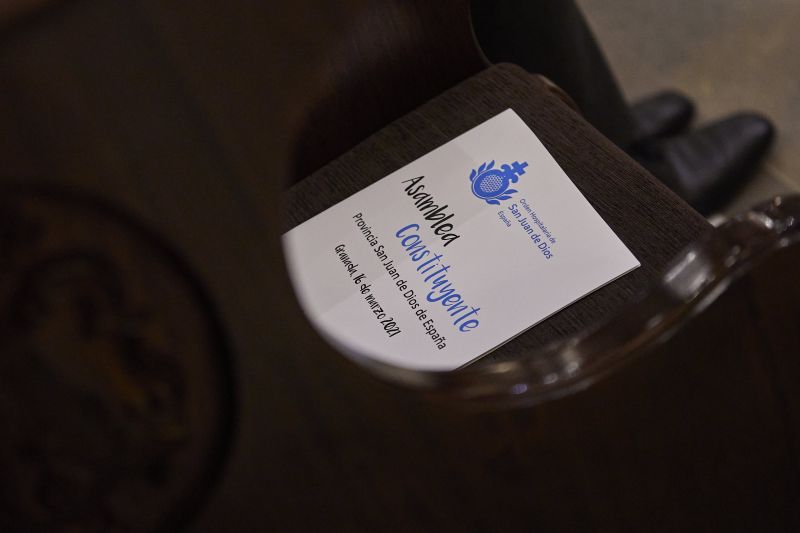 Orden Hospitalaria de
San Juan de Dios
España
Asamblea
Constituyente
Provincia San Juan de Dios de España
Granada, 16 de marzo 2021